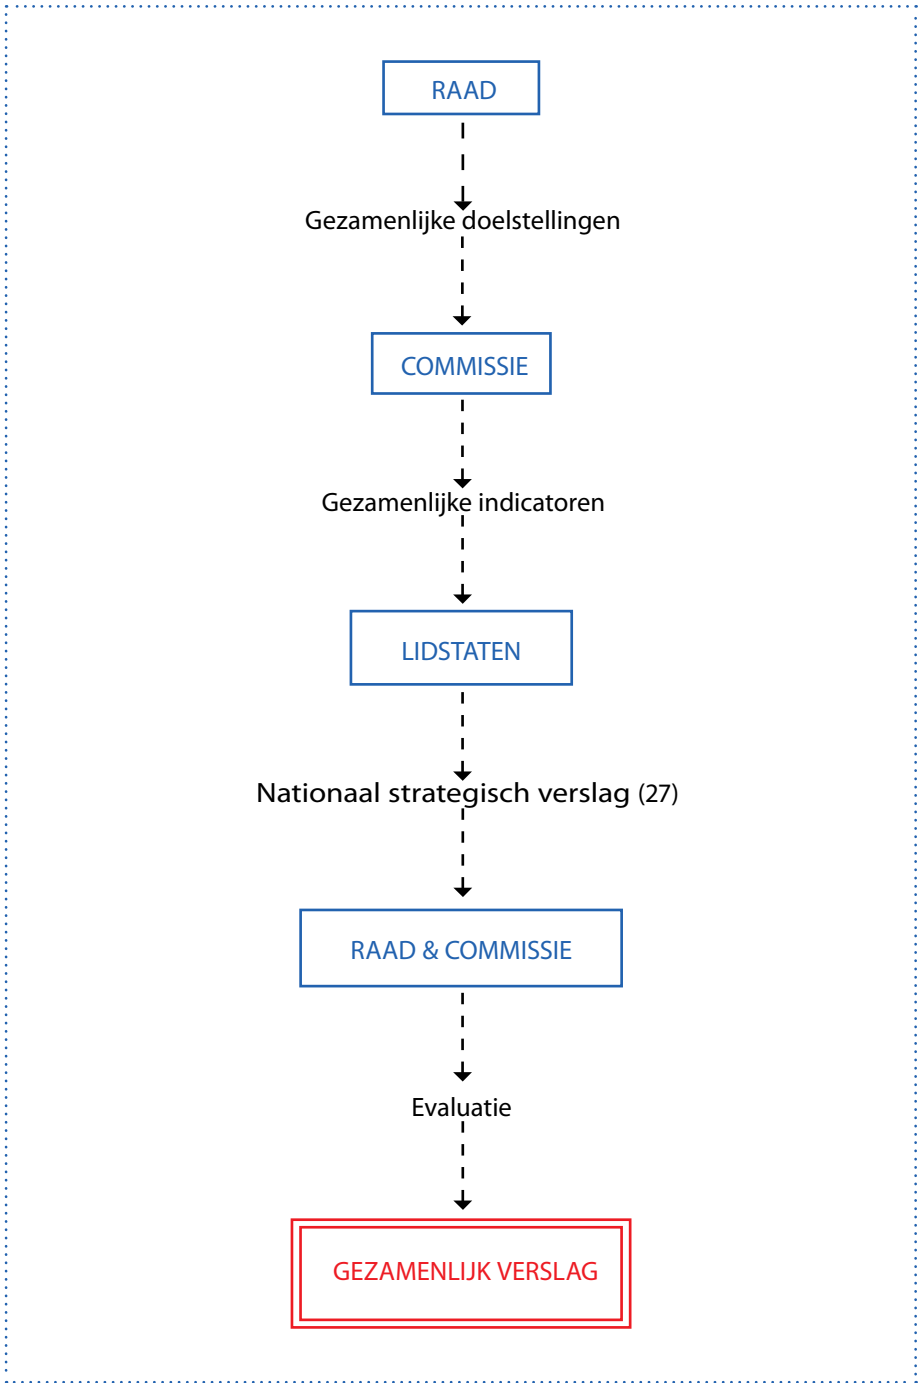 RAAD
Gezamenlijke doelstellingen
COMMISSIE
Gezamenlijke indicatoren
LIDSTATEN
Nationaal strategisch verslag (27)
RAAD & COMMISSIE
Evaluatie
GEZAMENLIJK VERSLAG